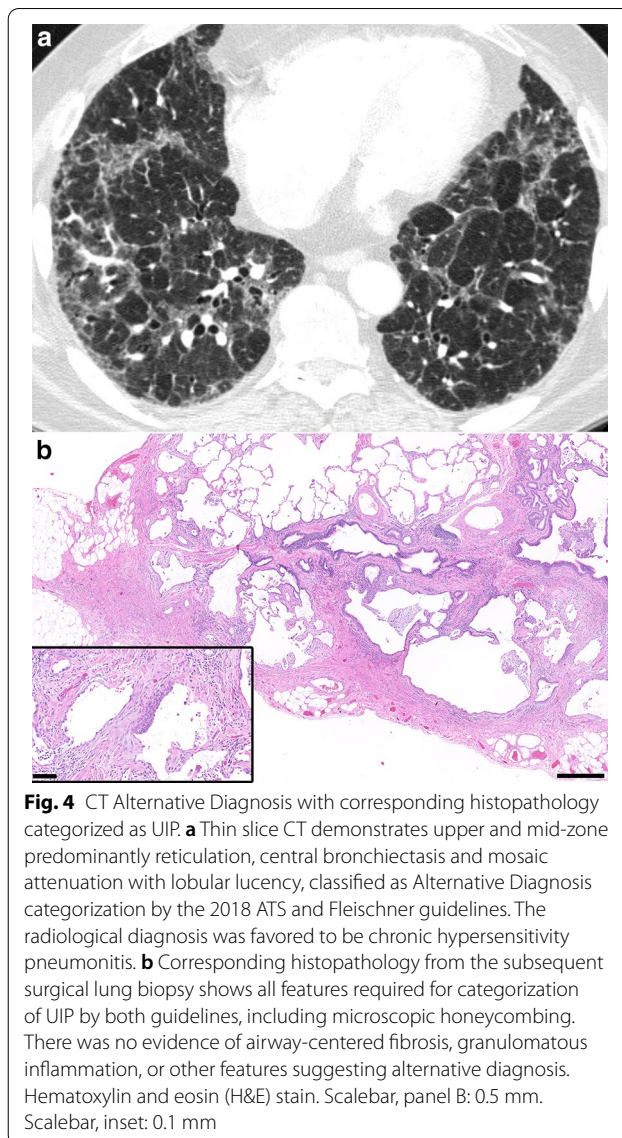 a
b
Fig. 4 CT Alternative Diagnosis with corresponding histopathology
categorized as UIP. a Thin slice CT demonstrates upper and mid-zone
predominantly reticulation, central bronchiectasis and mosaic
attenuation with lobular lucency, classified as Alternative Diagnosis
categorization by the 2018 ATS and Fleischner guidelines. The
radiological diagnosis was favored to be chronic hypersensitivity
pneumonitis. b Corresponding histopathology from the subsequent
surgical lung biopsy shows all features required for categorization
of UIP by both guidelines, including microscopic honeycombing.
There was no evidence of airway-centered fibrosis, granulomatous
inflammation, or other features suggesting alternative diagnosis.
Hematoxylin and eosin (H&E) stain. Scalebar, panel B: 0.5 mm.
Scalebar, inset: 0.1 mm